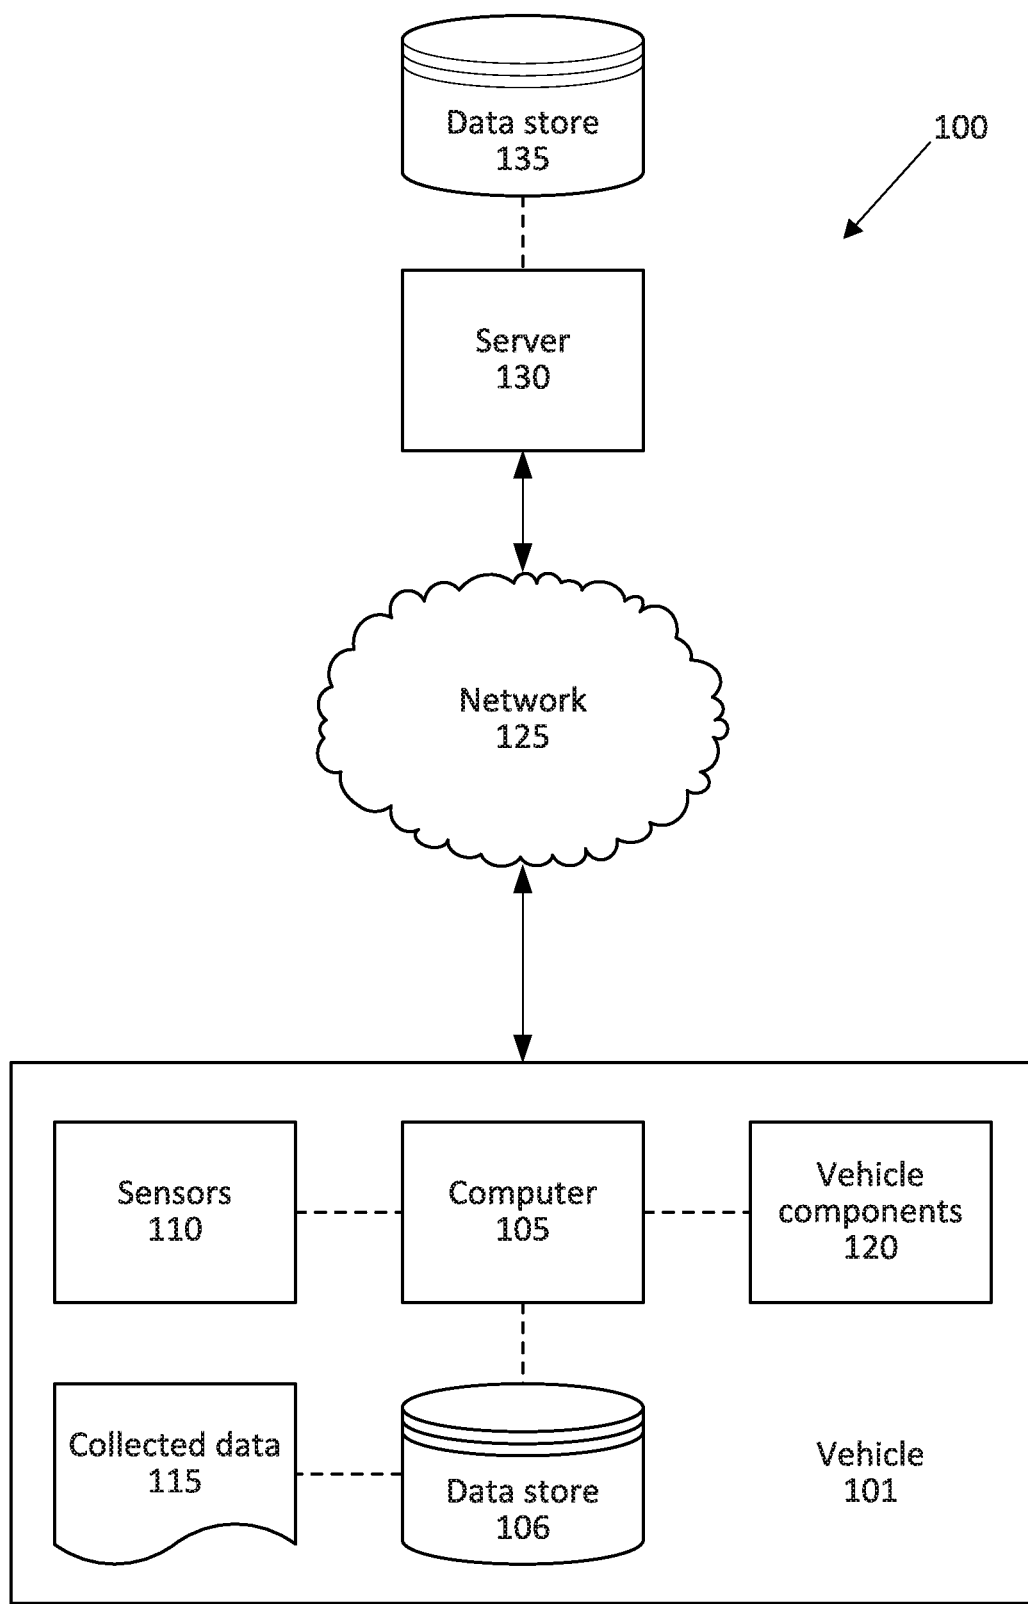 Data store
135
100
Server
130
Network
125
Sensors
110
Computer
105
Vehicle
components
120
Collected data
115
Data store
106
Vehicle
101